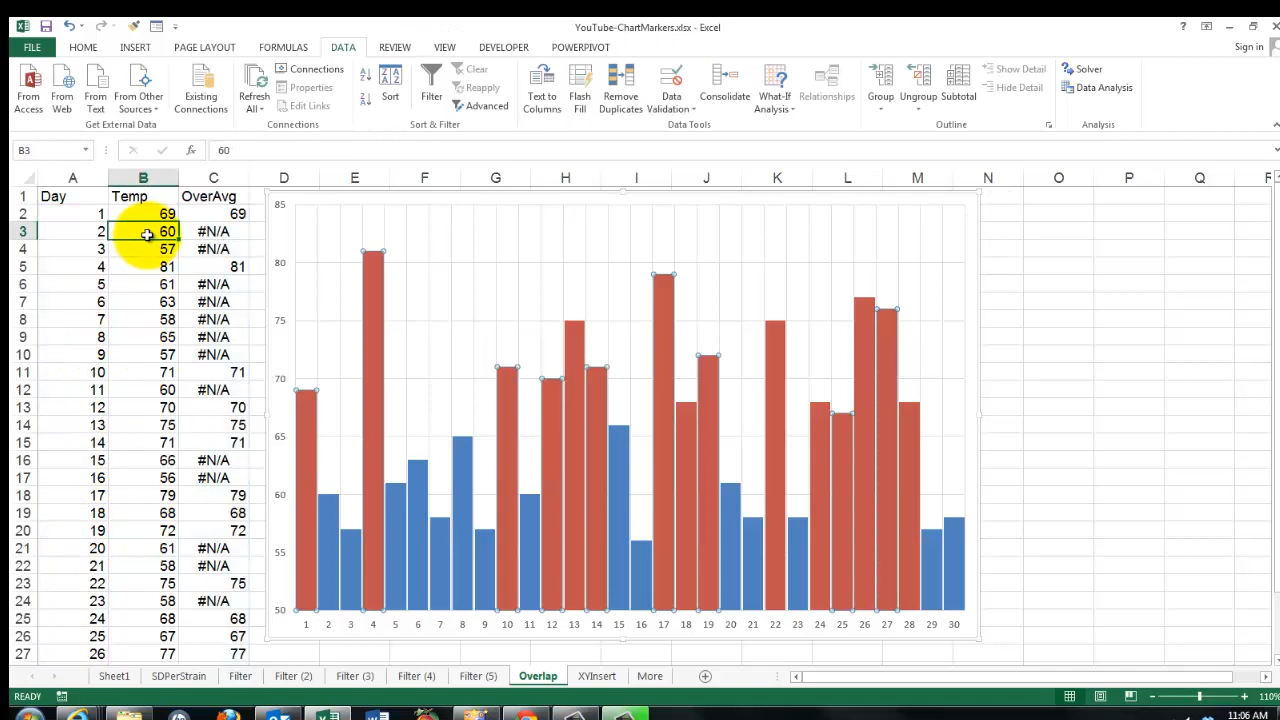 YouTube-ChartMarkers.xlsx - Excel
?
FILE HOME INSERT PAGE LAYOUT FORMULAS DATA REVIEW VIEW DEVELOPER POWERPIVOT Sign in
From Access
From Web
From Text
From Other Sources
Get External Data
Existing Connections
Refresh All
Connections
Properties
Edit Links
Connections
Sort
Filter
Clear
Reapply
Advanced
Sort & Filter
Text to Columns
Flash Fill
Remove Duplicates
Data Validation
Consolidate
What-If Analysis
Relationships
Data Tools
Group
Ungroup
Subtotal
Show Detail
Hide Detail
Outline
Solver
Data Analysis
Analysis
B3 fx 60
A B C D E F G H I J K L M N O P Q R
1 Day Temp OverAvg
2 1 69 69
3 2 60 #N/A
4 3 57 #N/A
5 4 81 81
6 5 61 #N/A
7 6 63 #N/A
8 7 58 #N/A
9 8 65 #N/A
10 9 57 #N/A
11 10 71 71
12 11 60 #N/A
13 12 70 70
14 13 75 75
15 14 71 71
16 15 66 #N/A
17 16 56 #N/A
18 17 79 79
19 18 68 68
20 19 72 72
21 20 61 #N/A
22 21 58 #N/A
23 22 75 75
24 23 58 #N/A
25 24 68 68
26 25 67 67
27 26 77 77
85
80
75
70
65
60
55
50
1 2 3 4 5 6 7 8 9 10 11 12 13 14 15 16 17 18 19 20 21 22 23 24 25 26 27 28 29 30
Sheet1 SDPerStrain Filter Filter (2) Filter (3) Filter (4) Filter (5) Overlap XYInsert More
READY 110%
11:06 AM